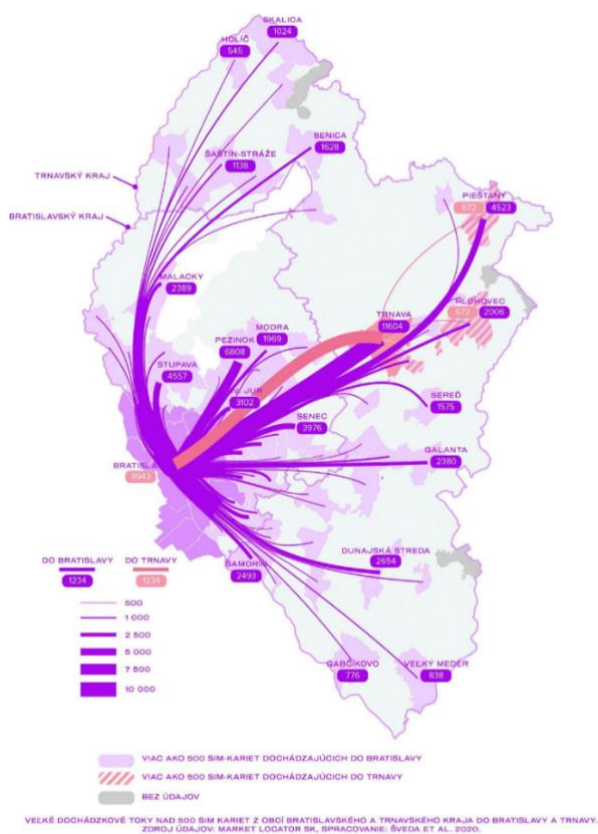 SKALICA
1024
HOLÍČ
545
SENICA
1628
ŠAŠTÍN-STRÁŽE
1138
TRNAVSKÝ KRAJ
BRATISLAVSKÝ KRAJ
PIEŠŤANY
672 4523
MALACKY
2389
HLOHOVEC
672 2006
TRNAVA
11604
MODRA
1969
PEZINOK
6808
STUPAVA
4557
JUR
3102
SEREĎ
1575
SENEC
3976
GALANTA
2380
BRATISLA
9943
DUNAJSKÁ STREDA
2654
ŠAMORÍN
2493
DO BRATISLAVY DO TRNAVY
1234 1234
500
1 000
2 500
5 000
7 500
10 000
GABČÍKOVO
776
VEĽKÝ MEDER
838
VIAC AKO 500 SIM-KARIET DOCHÁDZAJÚCICH DO BRATISLAVY
VIAC AKO 500 SIM-KARIET DOCHÁDZAJÚCICH DO TRNAVY
BEZ ÚDAJOV
VEĽKÉ DOCHÁDZKOVÉ TOKY NAD 500 SIM KARIET Z OBCÍ BRATISLAVSKÉHO A TRNAVSKÉHO KRAJA DO BRATISLAVY A TRNAVY.
ZDROJ ÚDAJOV: MARKET LOCATOR SK, SPRACOVANIE: ŠVEDA ET AL. 2020.